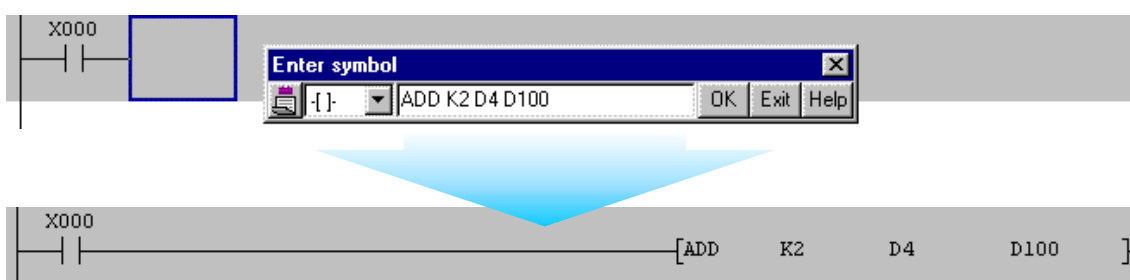 X000
Enter symbol
-[ ]- ADD K2 D4 D100 OK Exit Help
X000
[ADD K2 D4 D100 ]